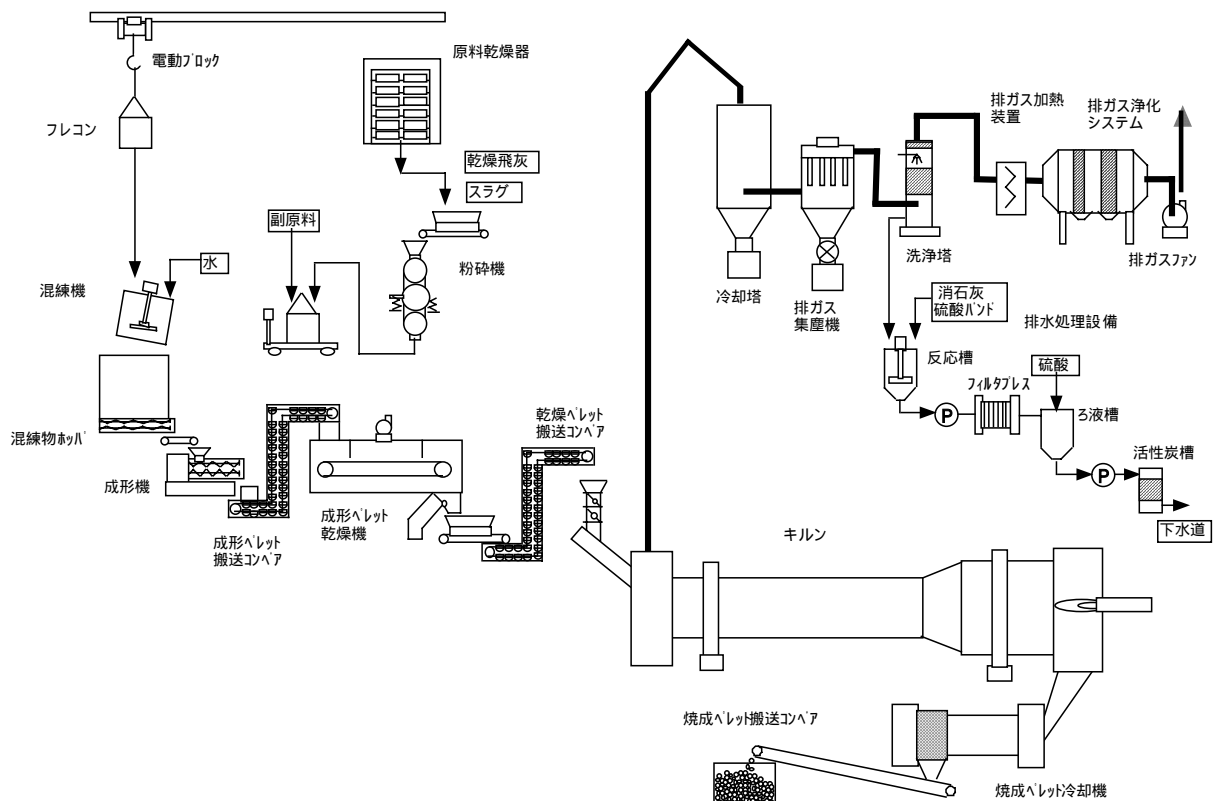 電動ﾌﾞﾛｯｸ
原料乾燥器
フレコン
乾燥飛灰
スラグ
副原料
水
粉砕機
混練機
混練物ﾎｯﾊﾟ
成形機
成形ﾍﾟﾚｯﾄ
搬送ｺﾝﾍﾞｱ
成形ﾍﾟﾚｯﾄ
乾燥機
乾燥ﾍﾟﾚｯﾄ
搬送ｺﾝﾍﾞｱ
冷却塔
排ガス
集塵機
洗浄塔
排ガス加熱
装置
排ガス浄化
システム
排ガスﾌｧﾝ
消石灰
硫酸ﾊﾞﾝﾄﾞ
排水処理設備
反応槽
ﾌｨﾙﾀﾌﾟﾚｽ
硫酸
P
ろ液槽
活性炭槽
P
下水道
キルン
焼成ﾍﾟﾚｯﾄ搬送ｺﾝﾍﾞｱ
焼成ﾍﾟﾚｯﾄ冷却機